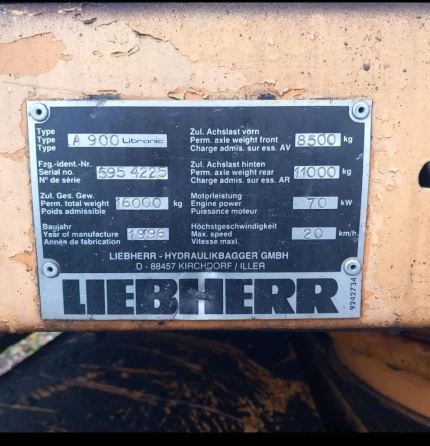 Type
Type
Type
A 900 Litronic
Zul. Achslast vorn
Perm. axle weight front
Charge admis. sur ess. AV
8500 kg
Fzg.-ident.-Nr.
Serial no.
N° de série
595 4225
Zul. Achslast hinten
Perm. axle weight rear
Charge admis. sur ess. AR
11000 kg
Zul. Ges. Gew.
Perm. total weight
Poids admissible
16000 kg
Motorleistung
Engine power
Puissance moteur
70 kW
Baujahr
Year of manufacture
Année de fabrication
1996
Höchstgeschwindigkeit
Max. speed
Vitesse maxi.
20 km/h
LIEBHERR - HYDRAULIKBAGGER GMBH
D - 88457 KIRCHDORF / ILLER
LIEBHERR
9242734